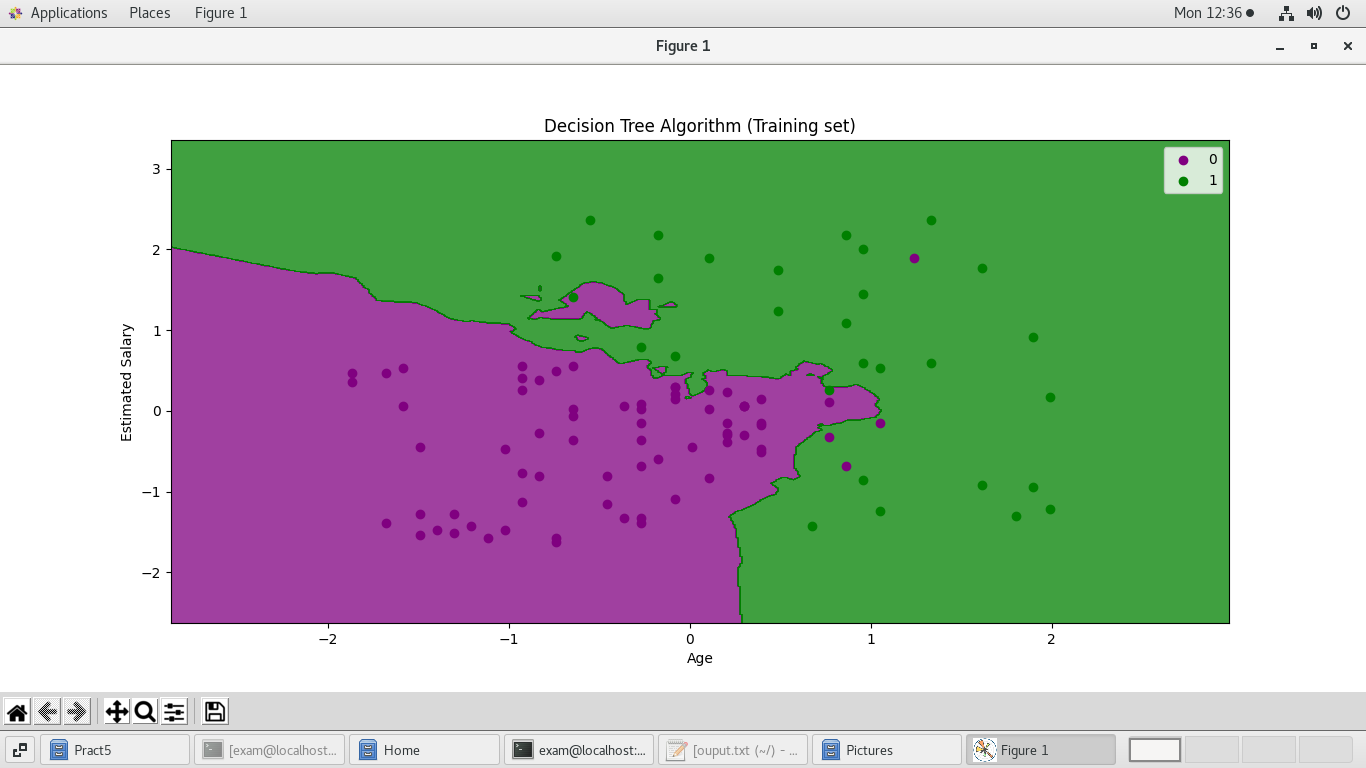 Applications Places Figure 1 Mon 12:36
Figure 1
Decision Tree Algorithm (Training set)
0
1
3
2
1
0
−1
−2
Estimated Salary
−2 −1 0 1 2
Age
Pract5 [exam@localhost... Home exam@localhost:... [ouput.txt (~/) - ... Pictures Figure 1